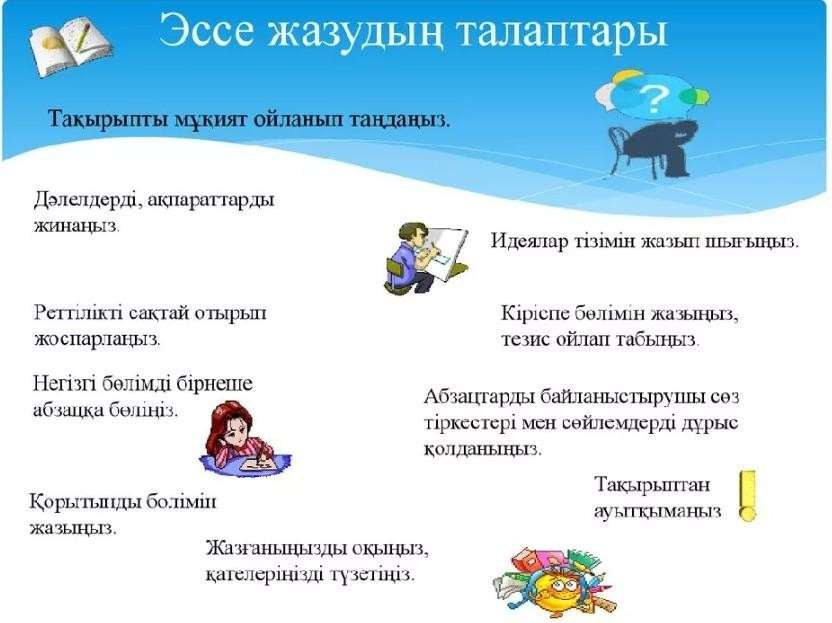 Эссе жазудың талаптары
?
Тақырыпты мұқият ойланып таңдаңыз.
Дәлелдерді, ақпараттарды
жинаңыз.
Идеялар тізімін жазып шығыңыз.
Реттілікті сақтай отырып
жоспарлаңыз.
Кіріспе бөлімін жазыңыз,
тезис ойлап табыңыз.
Негізгі бөлімді бірнеше
абзацқа бөліңіз.
Абзацтарды байланыстырушы сөз
тіркестері мен сөйлемдерді дұрыс
қолданыңыз.
Тақырыптан
ауытқымаңыз
Қорытынды бөлімін
жазыңыз.
Жазғаныңызды оқыңыз,
қателеріңізді түзетіңіз.